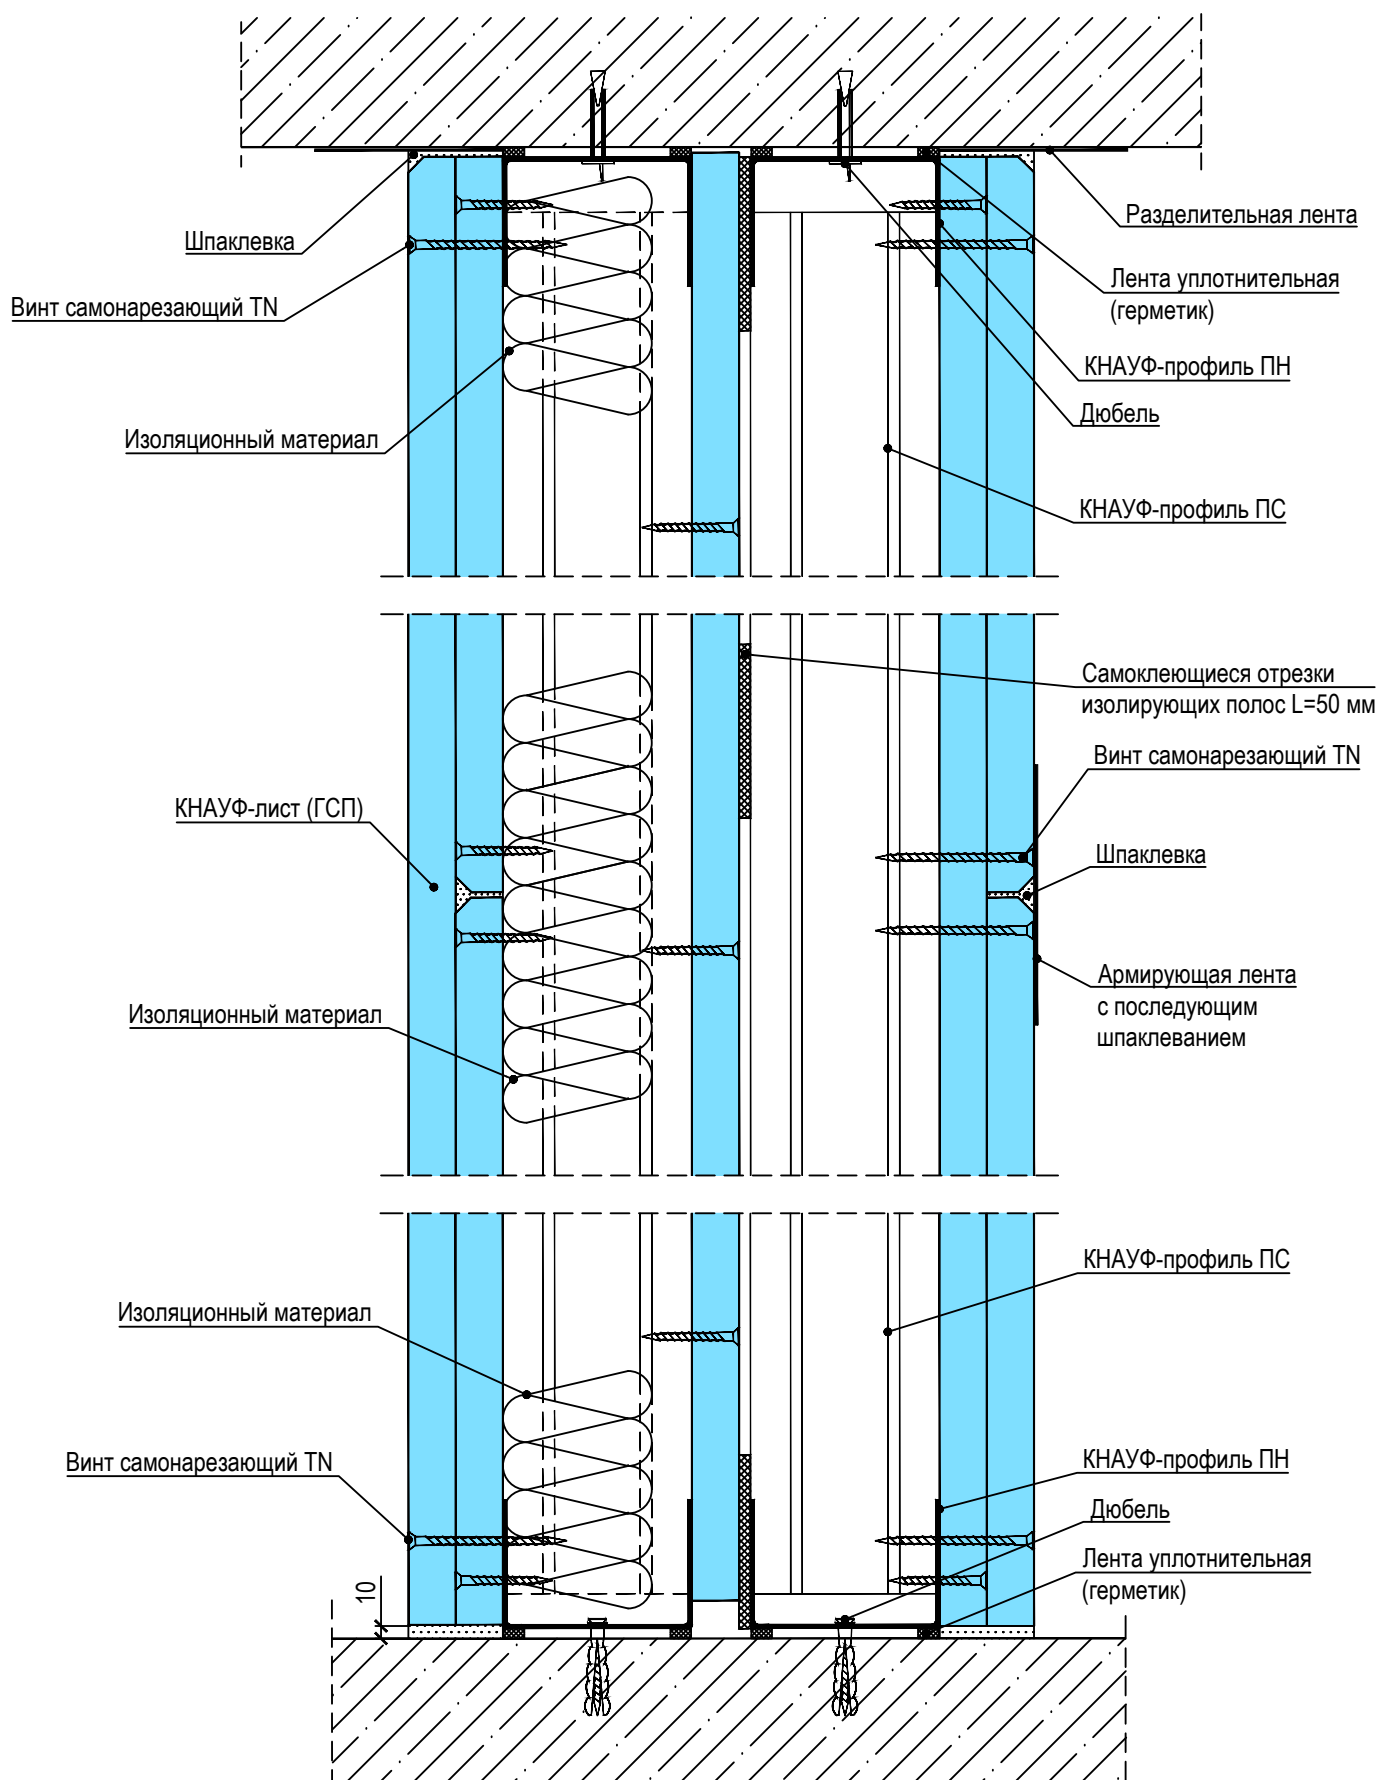 Шпаклевка
Винт самонарезающий TN
Изоляционный материал
Разделительная лента
Лента уплотнительная
(герметик)
КНАУФ-профиль ПН
Дюбель
КНАУФ-профиль ПС
КНАУФ-лист (ГСП)
Изоляционный материал
Самоклеющиеся отрезки
изолирующих полос L=50 мм
Винт самонарезающий TN
Шпаклевка
Армирующая лента
с последующим
шпаклеванием
Изоляционный материал
Винт самонарезающий TN
10
КНАУФ-профиль ПС
КНАУФ-профиль ПН
Дюбель
Лента уплотнительная
(герметик)